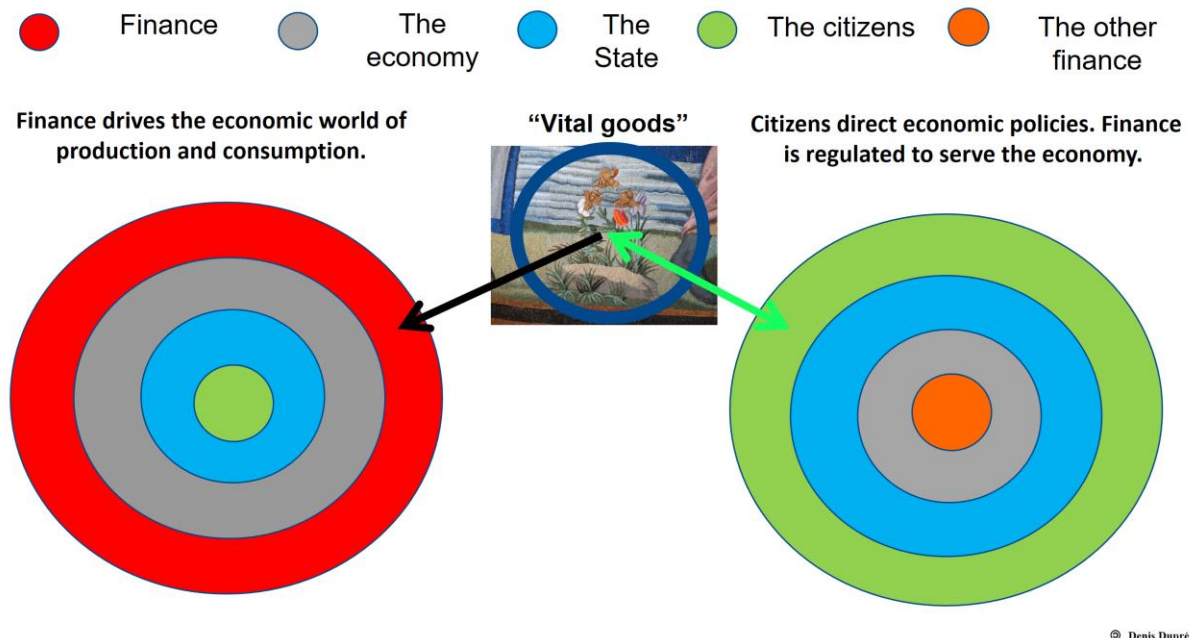 Finance
The
economy
The
State
The citizens
The other
finance
Finance drives the economic world of
production and consumption.
“Vital goods”
Citizens direct economic policies. Finance
is regulated to serve the economy.
@ Denis Dupré